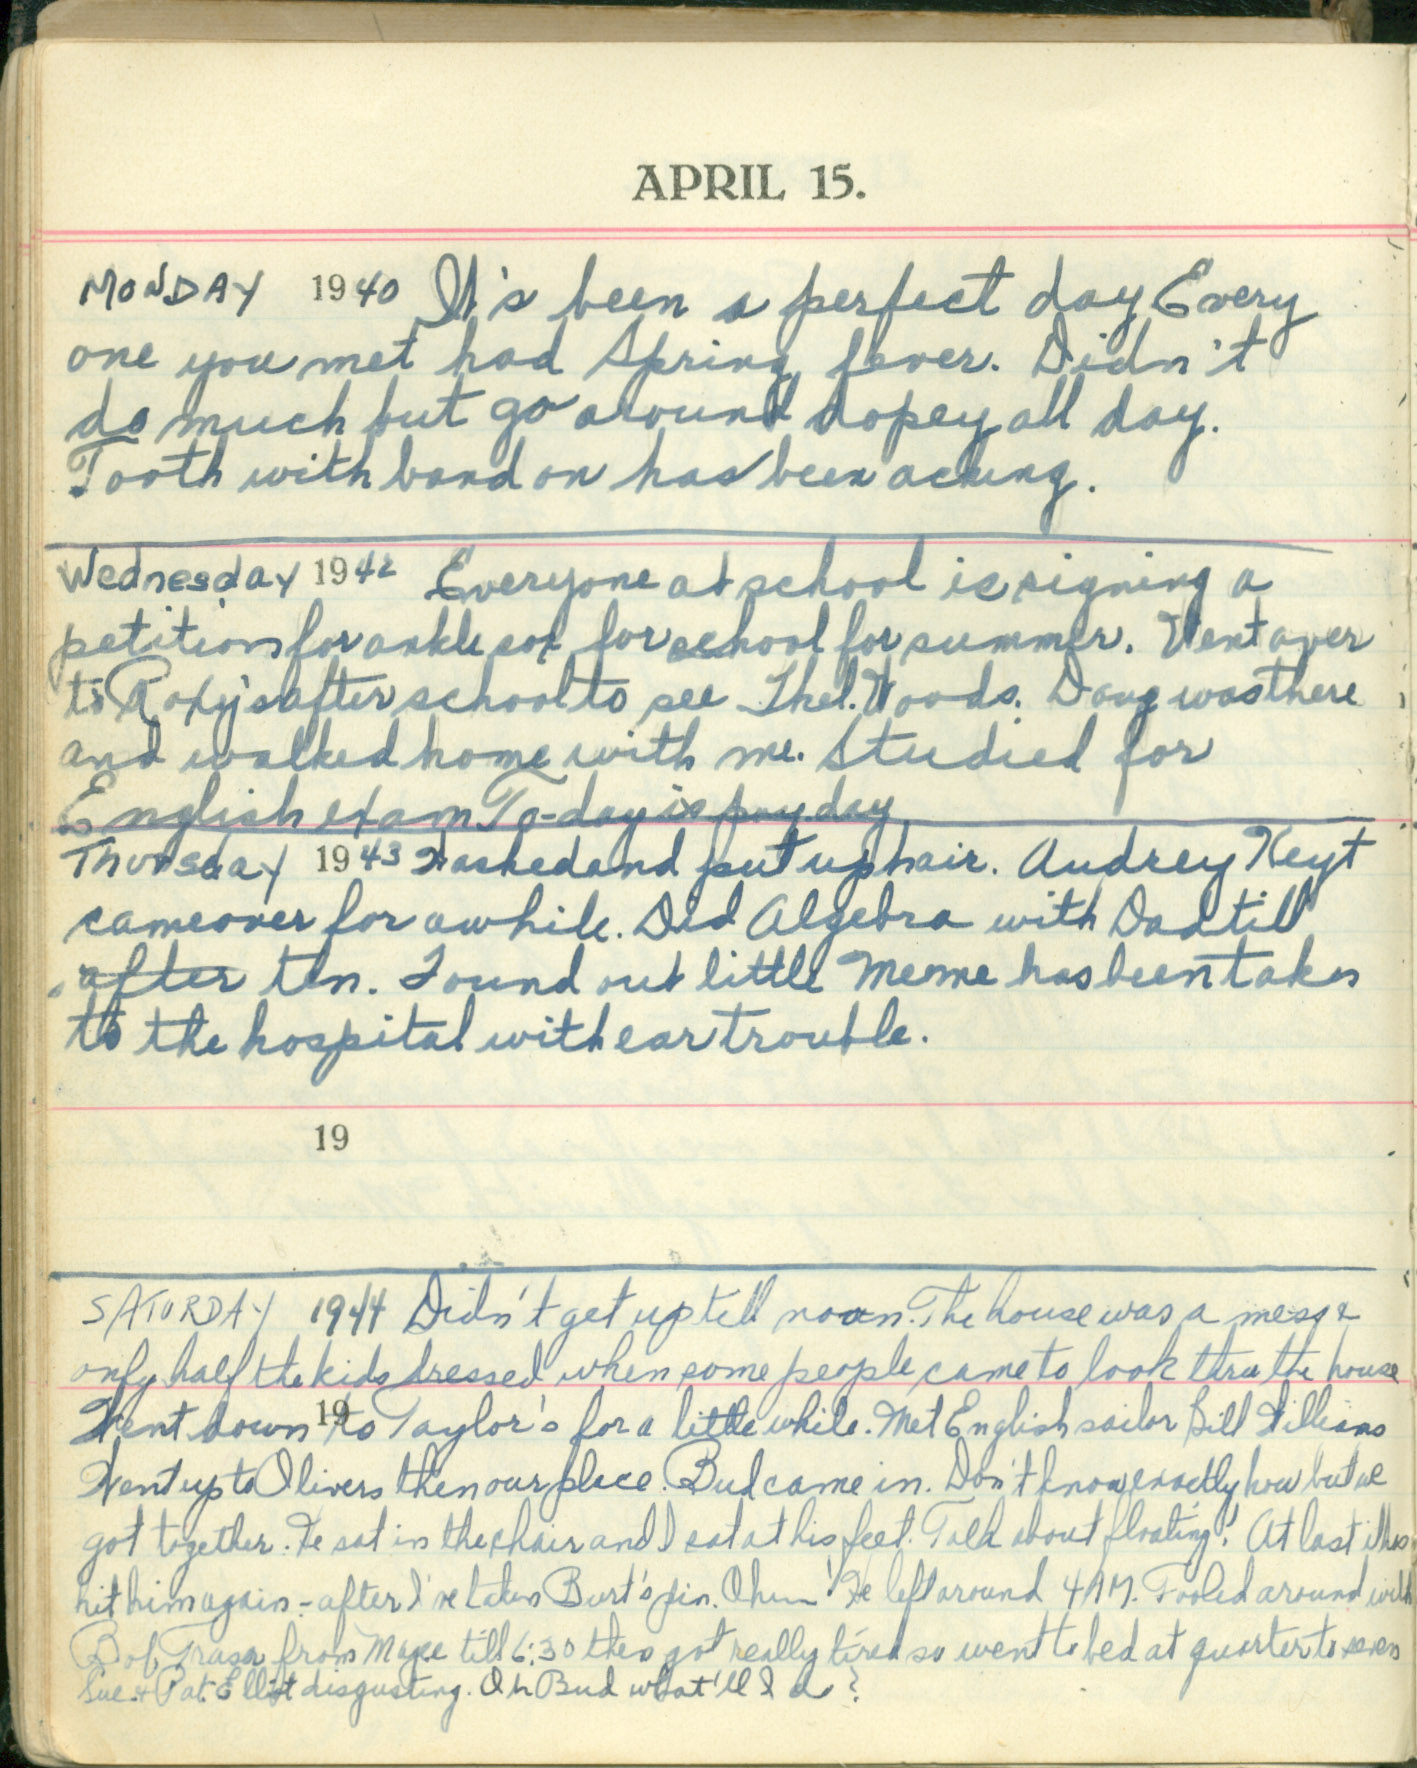 APRIL 15.
MONDAY 1940 It's been a perfect day Every
one you met had Spring fever. Didn't
do much but go around dopey all day.
Tooth with band on has been acking.
Wednesday 1942 Everyone at school is signing a
petition for ankle sox for school for summer. Went over
to Roxy's after school to see Thel. Woods. Doug was there
and walked home with me. Studied for
English exam To-day is pay day
Thursday 1943 Washed and put up hair. Audrey Keyt
came over for awhile. Did Algebra with Dad till
after ten. Found out little Meme has been taken
to the hospital with ear trouble.
19
SATURDAY 1944 Didn't get up till noon. The house was a mess &
only half the kids dressed when some people came to look thru the house
19
Went down to Taylor's for a little while. Met English sailor Bill Williams
Went up to Olivers then our place. Bud came in. Don't know exactly how but we
got together. He sat in the chair and I sat at his feet. Told about floating! At last it has
hit him again - after I've taken Burt's pin. He left around 4 AM. Fooled around with
Bob Fraser from till 6:30 then got really tired so went to bed at quarter to seven
Sue & Pat Elliot disgusting. Oh Bud what'll I do?